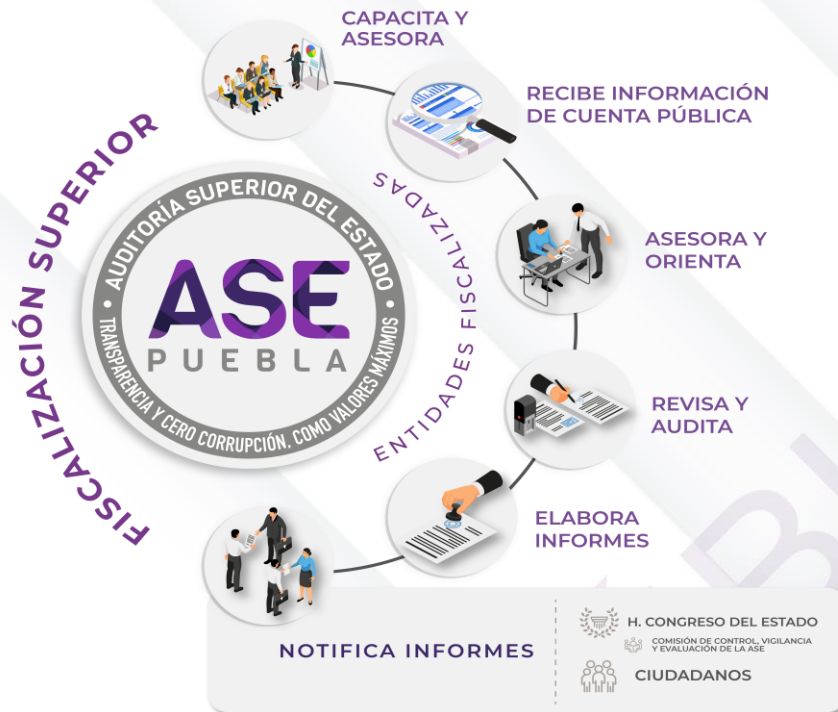 CAPACITA Y
ASESORA
RECIBE INFORMACIÓN
DE CUENTA PÚBLICA
ASESORA Y
ORIENTA
REVISA Y
AUDITA
ELABORA
INFORMES
FISCALIZACIÓN SUPERIOR
AUDITORÍA SUPERIOR DEL ESTADO
ASE
PUEBLA
TRANSPARENCIA Y CERO CORRUPCIÓN, COMO VALORES MÁXIMOS
ENTIDADES FISCALIZADAS
NOTIFICA INFORMES
H. CONGRESO DEL ESTADO
COMISIÓN DE CONTROL, VIGILANCIA
Y EVALUACIÓN DE LA ASE
CIUDADANOS